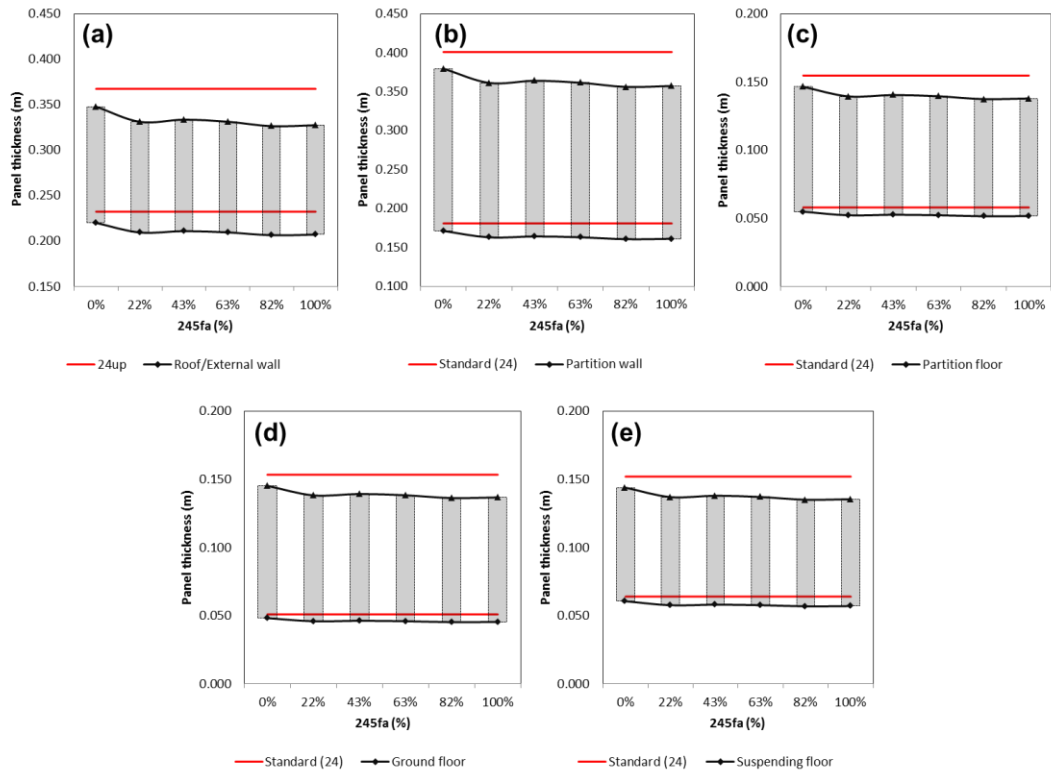 (a)
0.450
0.400
0.350
0.300
0.250
0.200
0.150
Panel thickness (m)
0% 22% 43% 63% 82% 100%
245fa (%)
24up Roof/External wall
(b)
0.450
0.400
0.350
0.300
0.250
0.200
0.150
0.100
Panel thickness (m)
0% 22% 43% 63% 82% 100%
245fa (%)
Standard (24) Partition wall
(c)
0.200
0.150
0.100
0.050
0.000
Panel thickness (m)
0% 22% 43% 63% 82% 100%
245fa (%)
Standard (24) Partition floor
(d)
0.200
0.150
0.100
0.050
0.000
Panel thickness (m)
0% 22% 43% 63% 82% 100%
245fa (%)
Standard (24) Ground floor
(e)
0.200
0.150
0.100
0.050
0.000
Panel thickness (m)
0% 22% 43% 63% 82% 100%
245fa (%)
Standard (24) Suspending floor